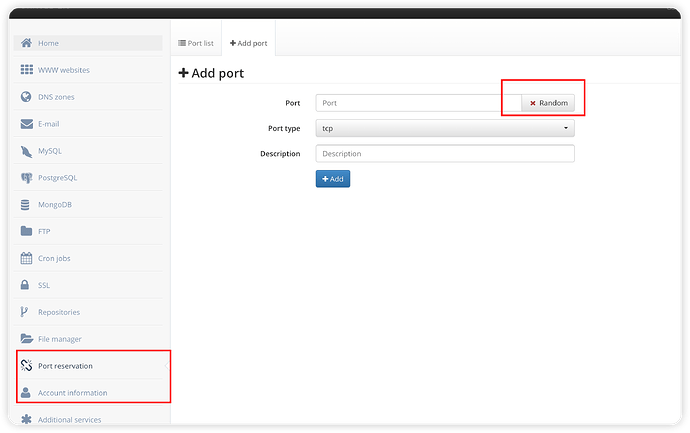 Home
WWW websites
DNS zones
E-mail
MySQL
PostgreSQL
MongoDB
FTP
Cron jobs
SSL
Repositories
File manager
Port reservation
Account information
Additional services
Port list
Add port
Add port
Port
Port
Random
Port type
tcp
Description
Description
Add